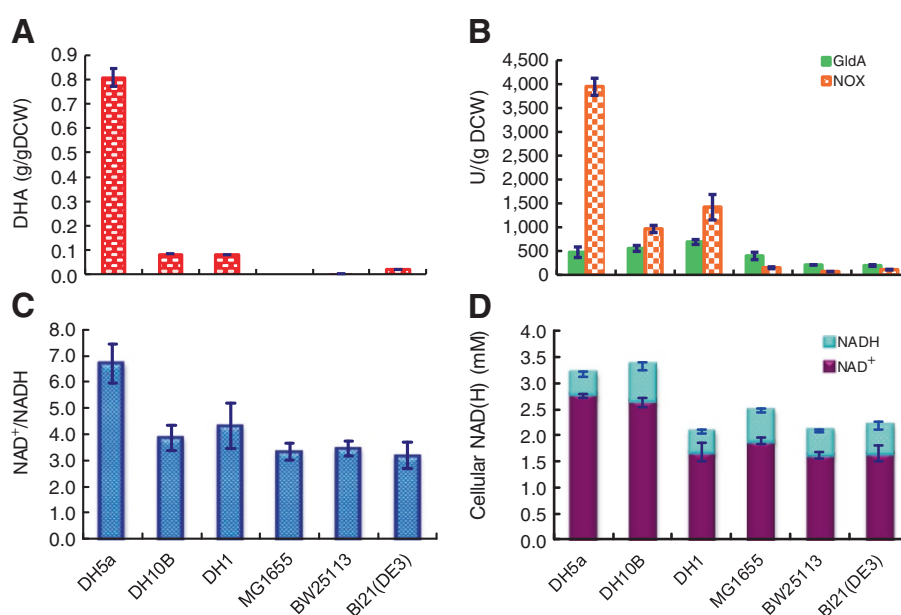 A
DHA (g/gDCW)
0.9
0.8
0.7
0.6
0.5
0.4
0.3
0.2
0.1
0.0
B
U/(g DCW)
4,500
4,000
3,500
3,000
2,500
2,000
1,500
1,000
500
0
GldA
NOX
C
NAD+/NADH
8.0
7.0
6.0
5.0
4.0
3.0
2.0
1.0
0.0
DH5a
DH10B
DH1
MG1655
BW25113
BI21(DE3)
D
Cellular NAD(H) (mM)
4.0
3.5
3.0
2.5
2.0
1.5
1.0
0.5
0.0
NADH
NAD+
DH5a
DH10B
DH1
MG1655
BW25113
BI21(DE3)